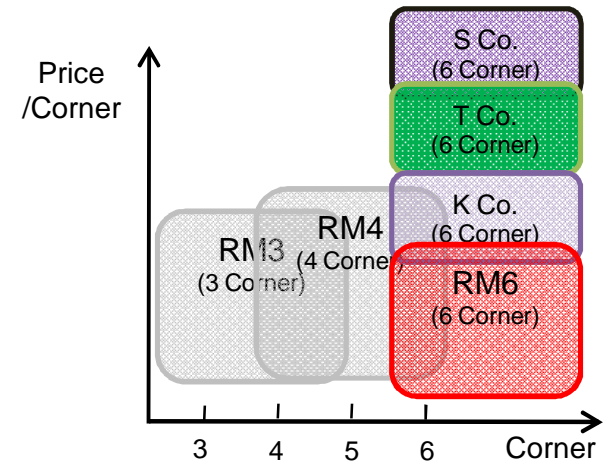 Price
/Corner
S Co.
(6 Corner)
T Co.
(6 Corner)
K Co.
(6 Corner)
RM4
(4 Corner)
RM3
(3 Corner)
RM6
(6 Corner)
3 4 5 6 Corner